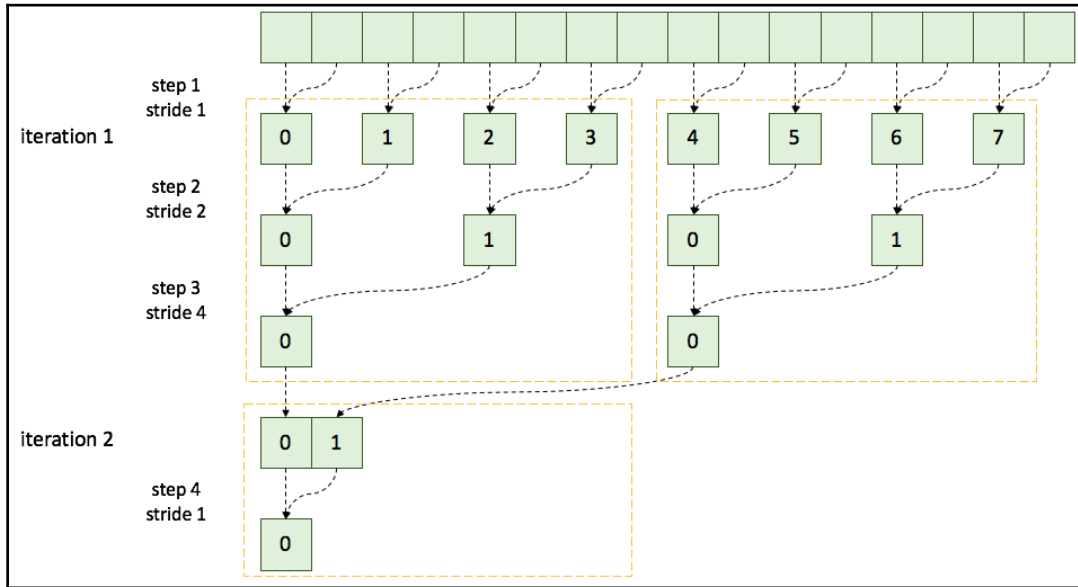 step 1
stride 1
iteration 1
0 1 2 3 4 5 6 7
step 2
stride 2
0 1 0 1
step 3
stride 4
0 0
iteration 2
0 1
step 4
stride 1
0